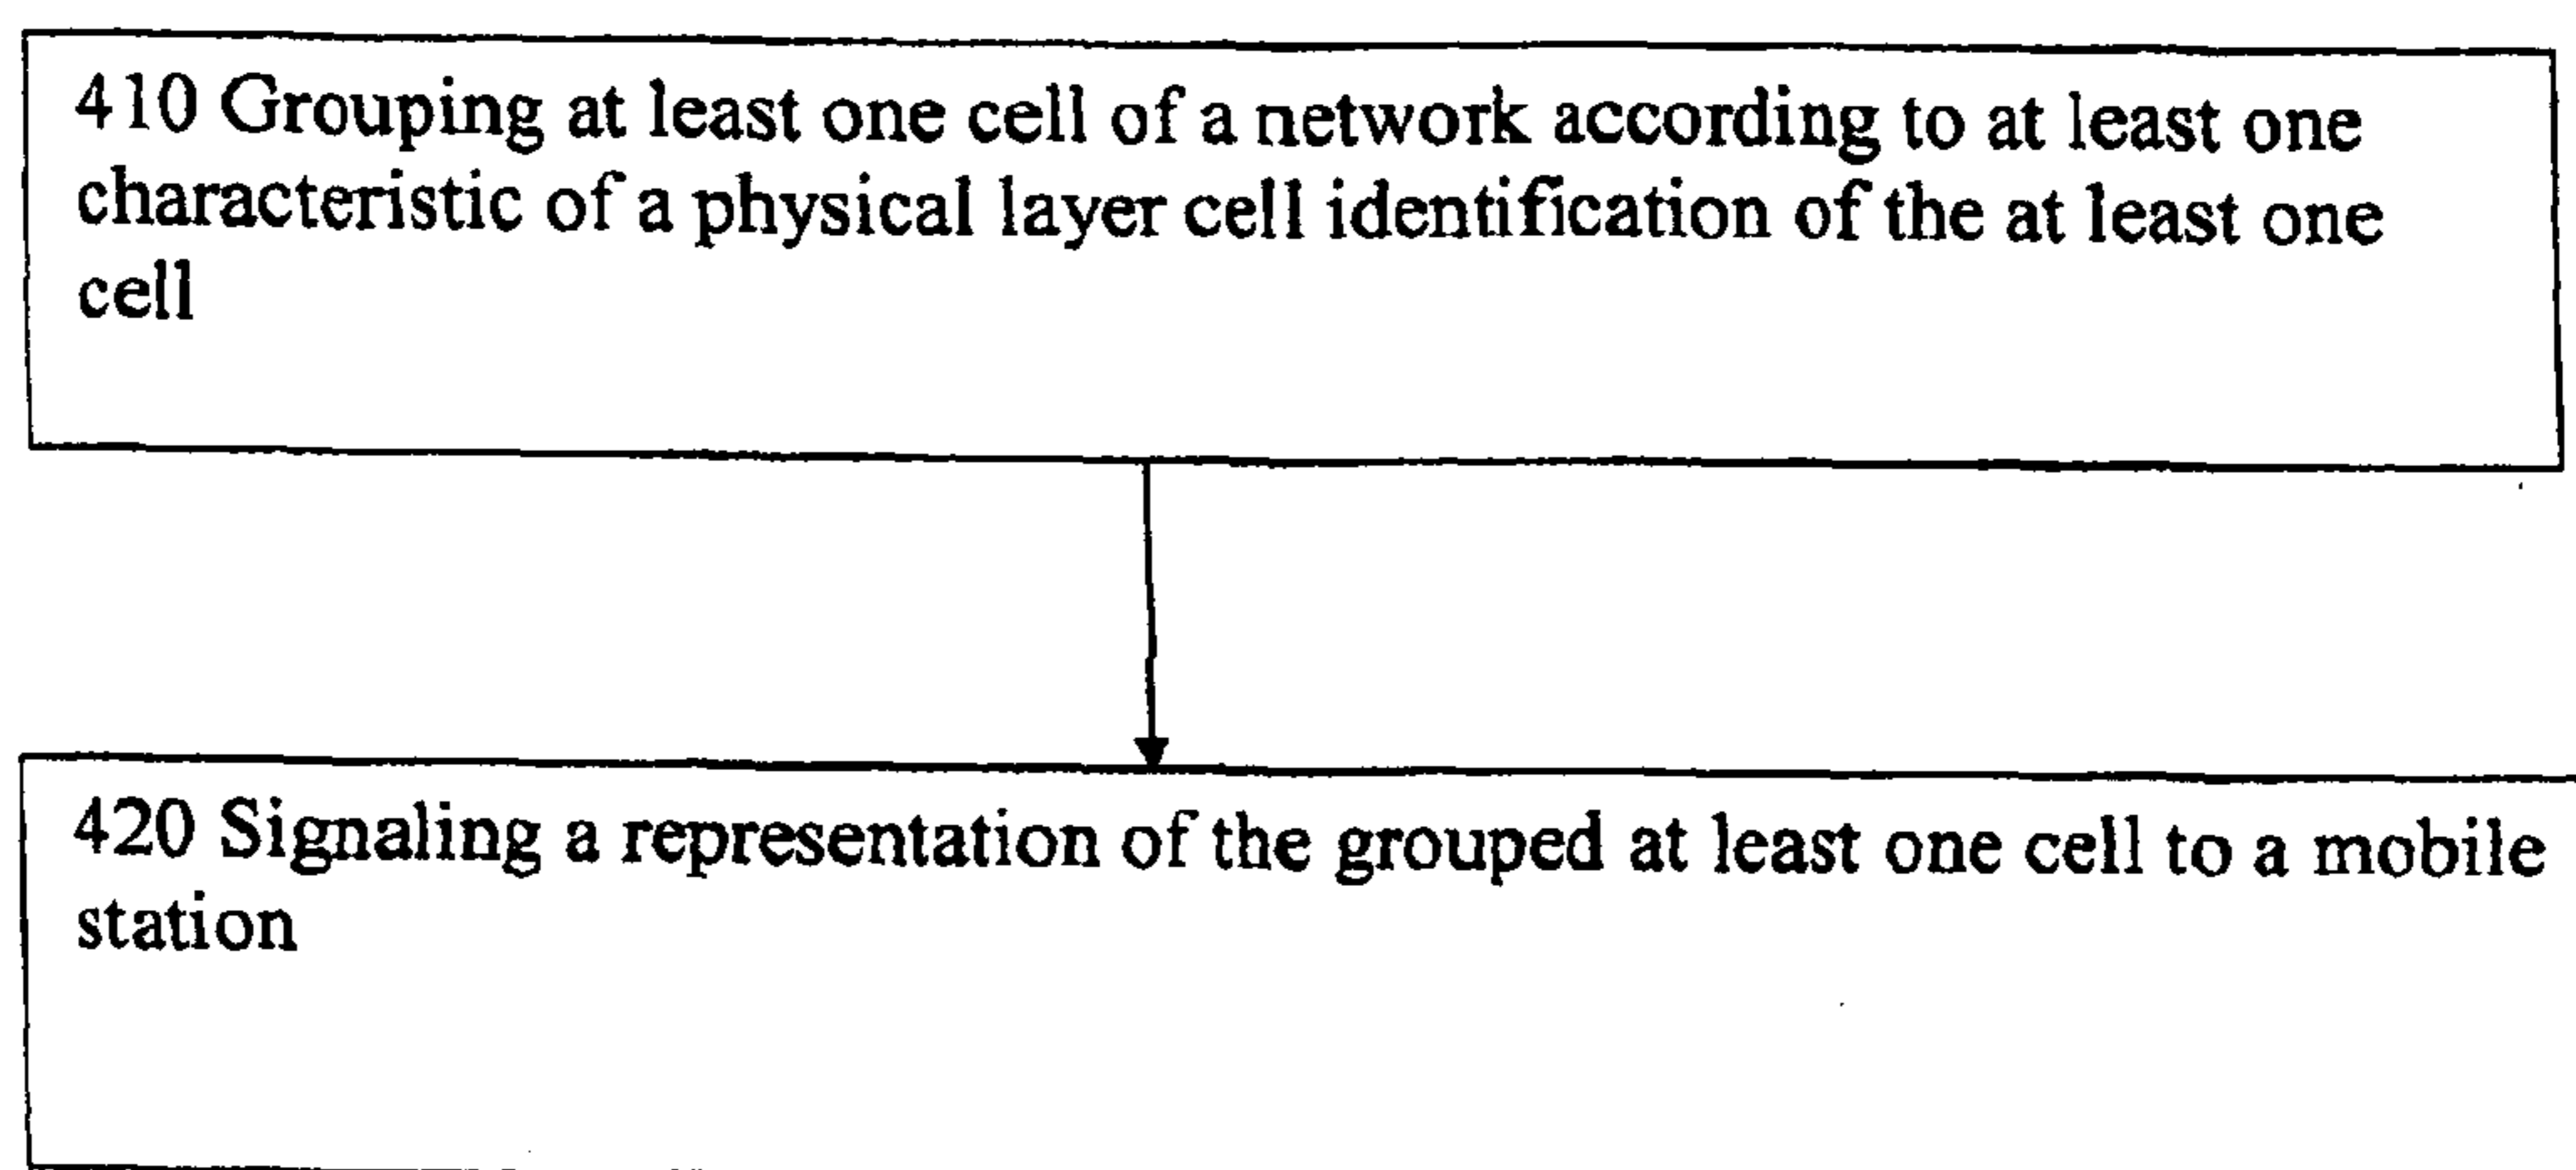 410 Grouping at least one cell of a network according to at least one
characteristic of a physical layer cell identification of the at least one
cell
420 Signaling a representation of the grouped at least one cell to a mobile
station